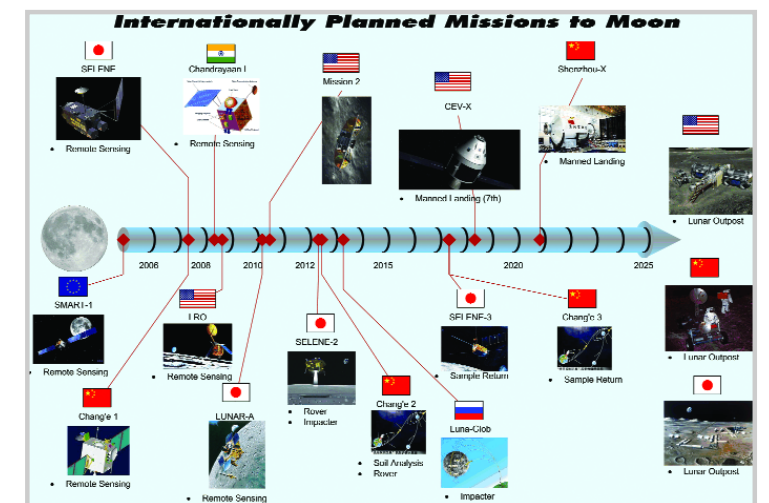 Internationally Planned Missions to Moon
SELENE
• Remote Sensing
Chandrayaan I
• Remote Sensing
Mission 2
CEV-X
• Manned Landing (7th)
Shenzhou-X
• Manned Landing
• Lunar Outpost
2006
2008
2010
2012
2015
2020
2025
SMART-1
• Remote Sensing
LRO
• Remote Sensing
SELENE-2
• Rover
• Impacter
SELENE-3
• Sample Return
Chang'e 3
• Sample Return
• Lunar Outpost
Chang'e 1
• Remote Sensing
LUNAR-A
• Remote Sensing
Chang'e 2
• Soil Analysis
• Rover
Luna-Glob
• Impacter
• Lunar Outpost